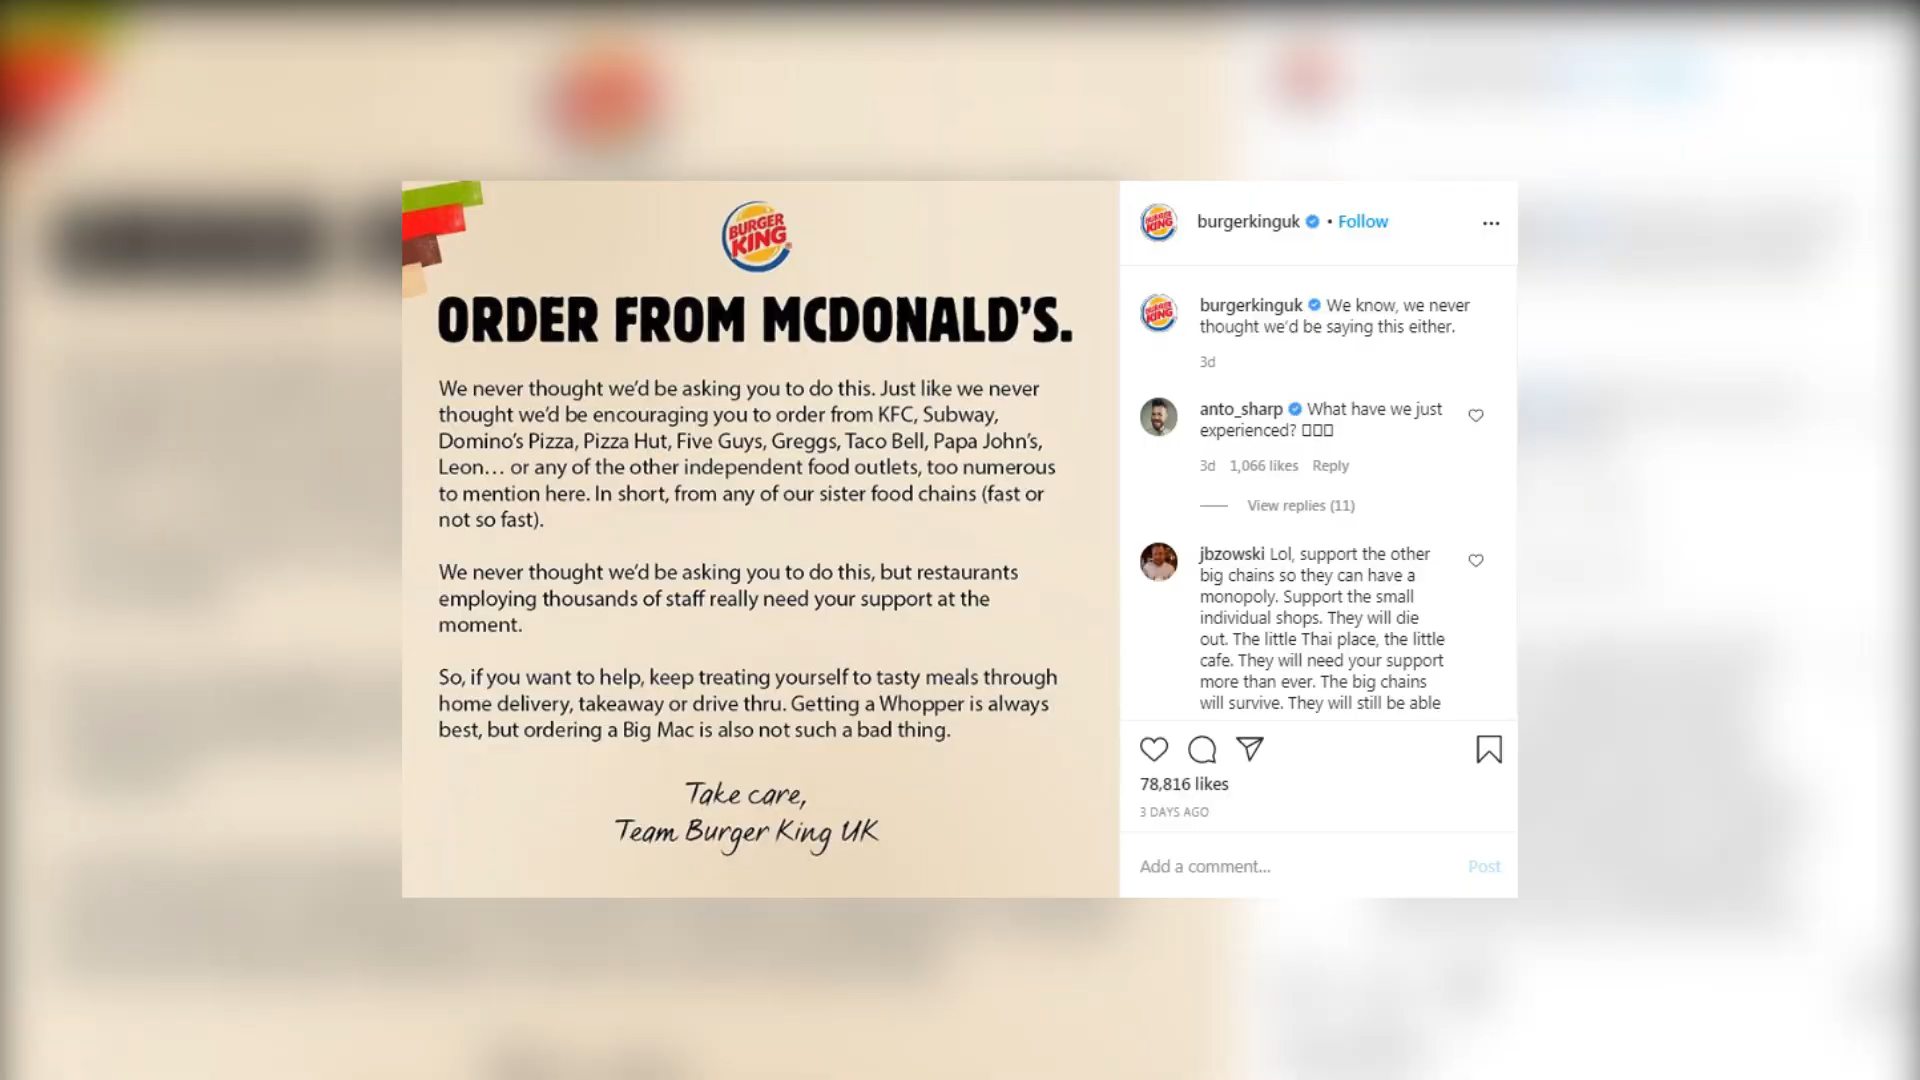 BURGER
KING
ORDER FROM MCDONALD'S.
We never thought we'd be asking you to do this. Just like we never
thought we'd be encouraging you to order from KFC, Subway,
Domino's Pizza, Pizza Hut, Five Guys, Greggs, Taco Bell, Papa John's,
Leon... or any of the other independent food outlets, too numerous
to mention here. In short, from any of our sister food chains (fast or
not so fast).
We never thought we'd be asking you to do this, but restaurants
employing thousands of staff really need your support at the
moment.
So, if you want to help, keep treating yourself to tasty meals through
home delivery, takeaway or drive thru. Getting a Whopper is always
best, but ordering a Big Mac is also not such a bad thing.
Take care,
Team Burger King UK
BURGER
KING
burgerkinguk • Follow
BURGER
KING
burgerkinguk We know, we never
thought we'd be saying this either.
3d
anto_sharp What have we just
experienced? □□□
3d 1,066 likes Reply
View replies (11)
jbzowski Lol, support the other
big chains so they can have a
monopoly. Support the small
individual shops. They will die
out. The little Thai place, the little
cafe. They will need your support
more than ever. The big chains
will survive. They will still be able
78,816 likes
3 DAYS AGO
Add a comment... Post